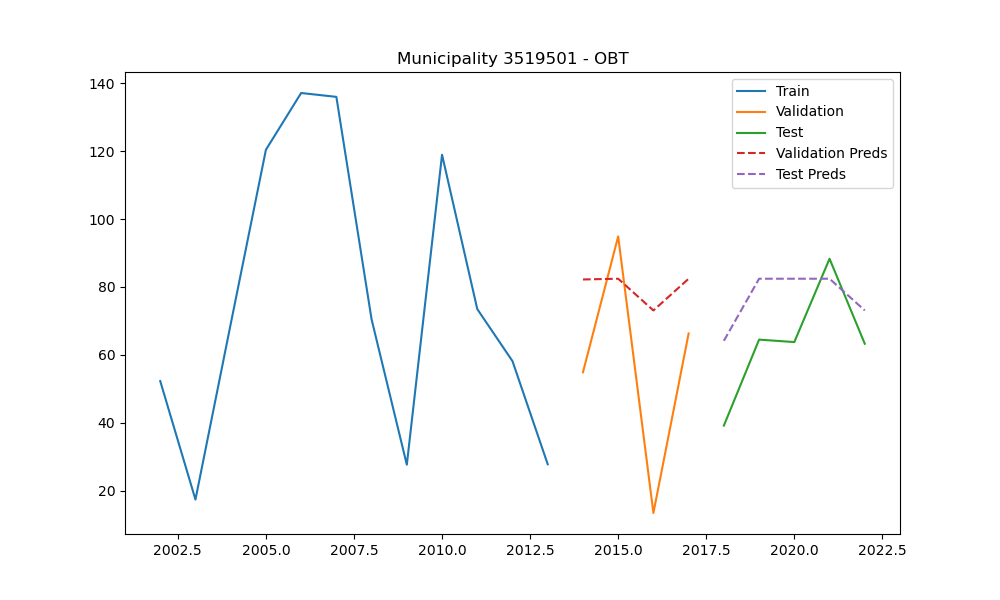 Municipality 3519501 - OBT
140
120
100
80
60
40
20
Train
Validation
Test
Validation Preds
Test Preds
2002.5 2005.0 2007.5 2010.0 2012.5 2015.0 2017.5 2020.0 2022.5